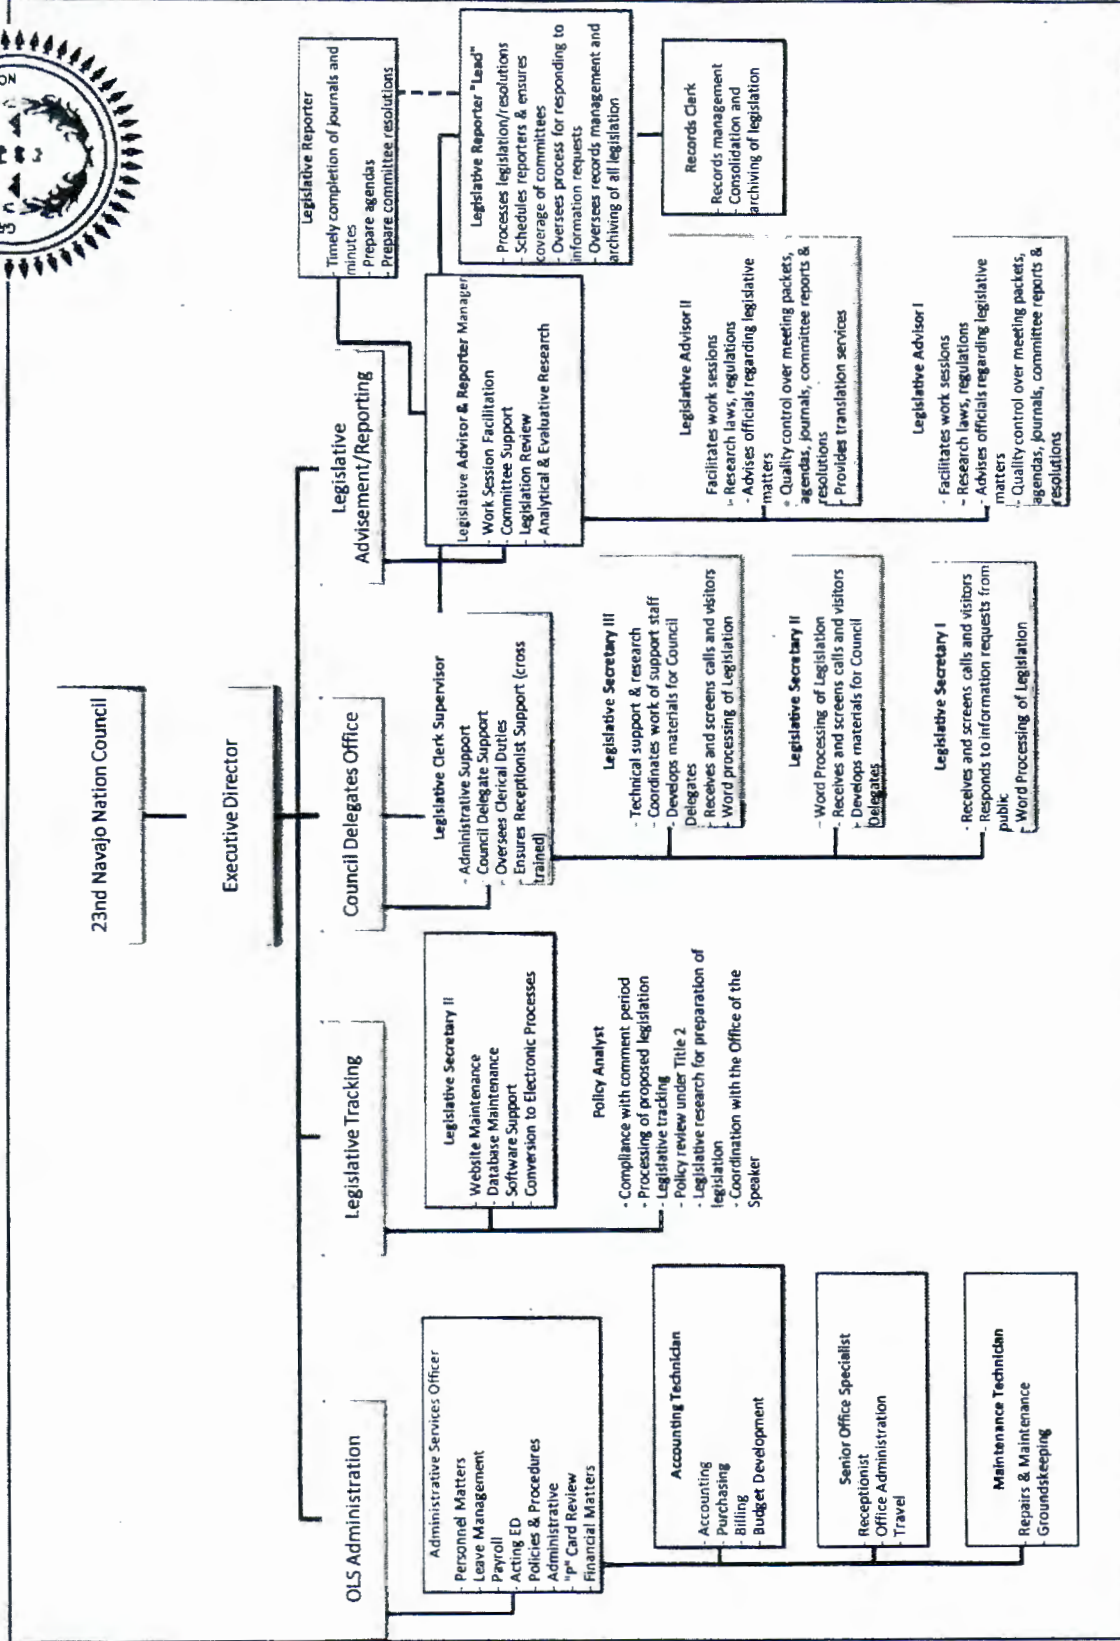 ON
23nd Navajo Nation Council
Executive Director
OLS Administration
Administrative Services Officer
- Personnel Matters
- Leave Management
- Payroll
- Acting ED
- Policies & Procedures
- Administrative
- "P" Card Review
- Financial Matters
Accounting Technician
- Accounting
- Purchasing
- Billing
- Budget Development
Senior Office Specialist
- Receptionist
- Office Administration
- Travel
Maintenance Technician
- Repairs & Maintenance
- Groundskeeping
Legislative Tracking
Legislative Secretary II
- Website Maintenance
- Database Maintenance
- Software Support
- Conversion to Electronic Processes
Policy Analyst
- Compliance with comment period
- Processing of proposed legislation
- Legislative tracking
- Policy review under Title 2
- Legislative research for preparation of
legislation
- Coordination with the Office of the
Speaker
Council Delegates Office
Legislative Clerk Supervisor
- Administrative Support
- Council Delegate Support
- Oversees Clerical Duties
- Ensures Receptionist Support (cross
trained)
Legislative Secretary III
- Technical support & research
- Coordinates work of support staff
- Develops materials for Council
Delegates
- Receives and screens calls and visitors
- Word processing of Legislation
Legislative Secretary II
- Word Processing of Legislation
- Receives and screens calls and visitors
- Develops materials for Council
Delegates
Legislative Secretary I
- Receives and screens calls and visitors
- Responds to information requests from
public
- Word Processing of Legislation
Legislative
Advisement/Reporting
Legislative Advisor & Reporter Manager
- Work Session Facilitation
- Committee Support
- Legislation Review
- Analytical & Evaluative Research
Legislative Advisor II
Facilitates work sessions
- Research laws, regulations
- Advises officials regarding legislative
matters
- Quality control over meeting packets,
agendas, journals, committee reports &
resolutions
- Provides translation services
Legislative Advisor I
- Facilitates work sessions
- Research laws, regulations
- Advises officials regarding legislative
matters
- Quality control over meeting packets,
agendas, journals, committee reports &
resolutions
Legislative Reporter
- Timely completion of journals and
minutes
- Prepare agendas
- Prepare committee resolutions
Legislative Reporter "Lead"
- Processes legislation/resolutions
- Schedules reporters & ensures
coverage of committees
- Oversees process for responding to
information requests
- Oversees records management and
archiving of all legislation
Records Clerk
- Records management
- Consolidation and
archiving of legislation